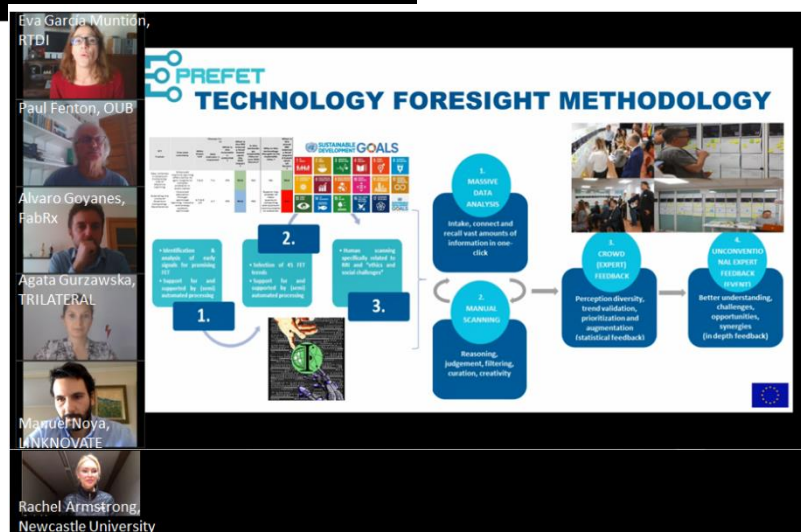 Eva García Muntión,
RTDI
Paul Fenton, OUB
Alvaro Goyanes,
FabRx
Agata Gurzawska,
TRILATERAL
Manuel Noya,
LINKNOVATE
Rachel Armstrong,
Newcastle University
PREFET
TECHNOLOGY FORESIGHT METHODOLOGY
SUSTAINABLE
DEVELOPMENT GOALS
• Identification &
analysis of early
signals for promising
FET
• Support for and
supported by (semi)
automated processing
1.
2.
• Selection of 45 FET
trends
• Support for and
supported by (semi)
automated processing
• Human scanning
specifically related to
RRI and "ethics and
social challenges"
3.
1.
MASSIVE
DATA
ANALYSIS
Intake, connect and
recall vast amounts of
information in one-
click
2.
MANUAL
SCANNING
Reasoning,
judgement, filtering,
curation, creativity
3.
CROWD
(EXPERT)
FEEDBACK
Perception diversity,
trend validation,
prioritization and
augmentation
(statistical feedback)
4.
UNCONVENTIO
NAL EXPERT
FEEDBACK
(EVENT)
Better understanding,
challenges,
opportunities,
synergies
(in depth feedback)